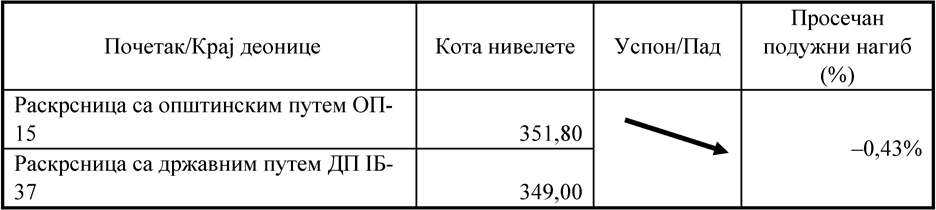 Почетак/Крај деонице
Кота нивелете
Успон/Пад
Просечан
подужни нагиб
(%)
Раскрсница са општинским путем ОП-
15
351,80
Раскрсница са државним путем ДП IБ-
37
349,00
–0,43%